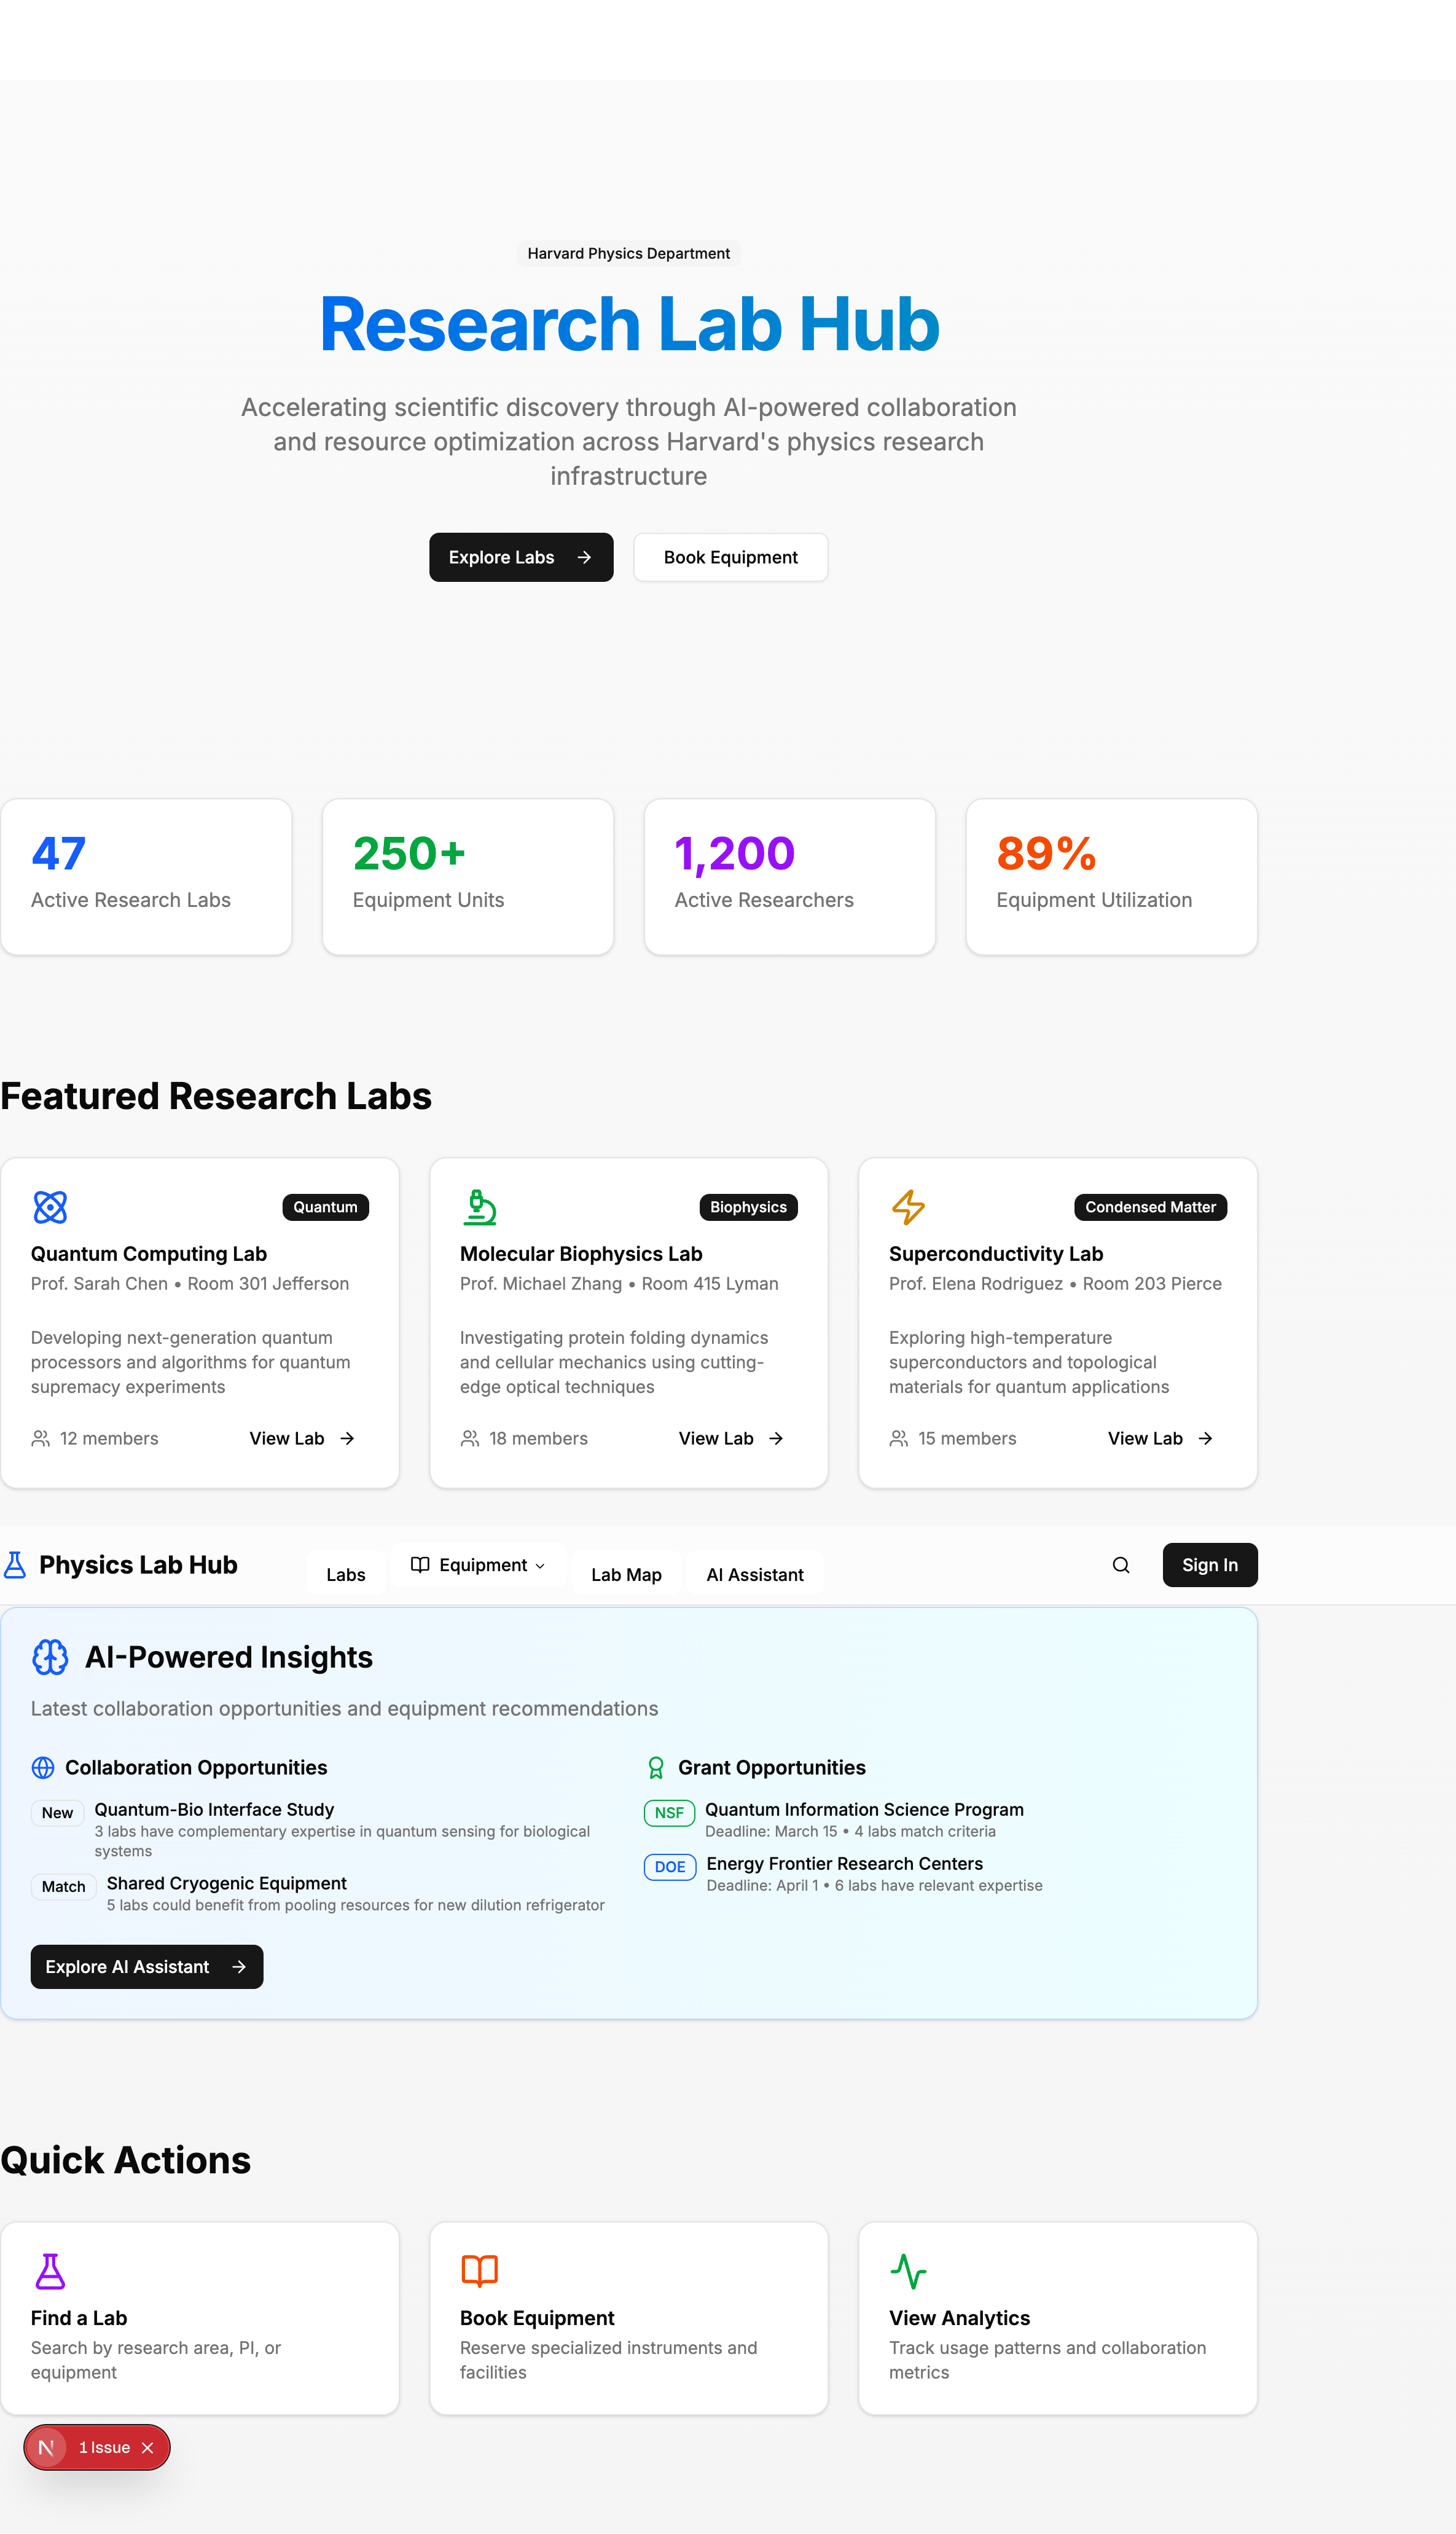 Harvard Physics Department
Research Lab Hub
Accelerating scientific discovery through AI-powered collaboration
and resource optimization across Harvard's physics research
infrastructure
Explore Labs
Book Equipment
47
Active Research Labs
250+
Equipment Units
1,200
Active Researchers
89%
Equipment Utilization
Featured Research Labs
Quantum
Quantum Computing Lab
Prof. Sarah Chen • Room 301 Jefferson
Developing next-generation quantum
processors and algorithms for quantum
supremacy experiments
12 members
View Lab
Biophysics
Molecular Biophysics Lab
Prof. Michael Zhang • Room 415 Lyman
Investigating protein folding dynamics
and cellular mechanics using cutting-
edge optical techniques
18 members
View Lab
Condensed Matter
Superconductivity Lab
Prof. Elena Rodriguez • Room 203 Pierce
Exploring high-temperature
superconductors and topological
materials for quantum applications
15 members
View Lab
Physics Lab Hub
Labs
Equipment
Lab Map
AI Assistant
Sign In
AI-Powered Insights
Latest collaboration opportunities and equipment recommendations
Collaboration Opportunities
New
Quantum-Bio Interface Study
3 labs have complementary expertise in quantum sensing for biological
systems
Match
Shared Cryogenic Equipment
5 labs could benefit from pooling resources for new dilution refrigerator
Grant Opportunities
NSF
Quantum Information Science Program
Deadline: March 15 • 4 labs match criteria
DOE
Energy Frontier Research Centers
Deadline: April 1 • 6 labs have relevant expertise
Explore AI Assistant
Quick Actions
Find a Lab
Search by research area, PI, or
equipment
Book Equipment
Reserve specialized instruments and
facilities
View Analytics
Track usage patterns and collaboration
metrics
N
1 Issue